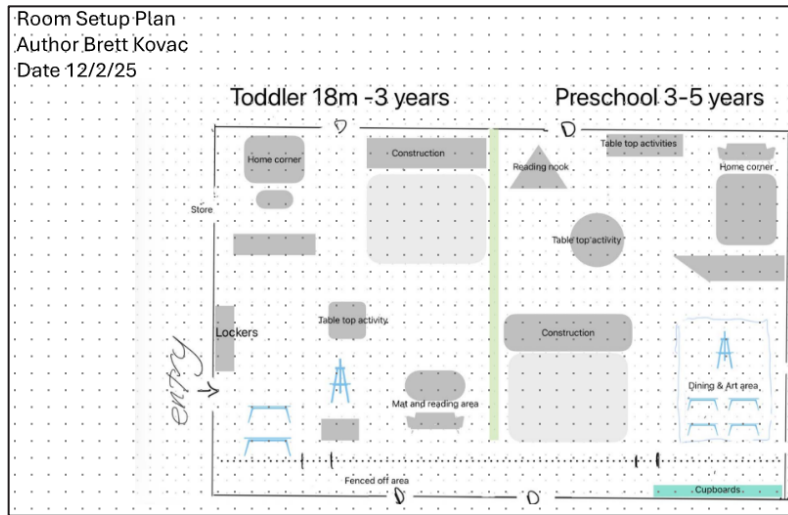 Room Setup Plan
Author Brett Kovac
Date 12/2/25
Toddler 18m -3 years
Preschool 3-5 years
D
D
Home corner
Construction
Reading nook
Table top activities
Home corner
Store
Table top activity
Lockers
Table top activity
Construction
entry
Mat and reading area
Dining & Art area
Fenced off area
D
D
Cupboards